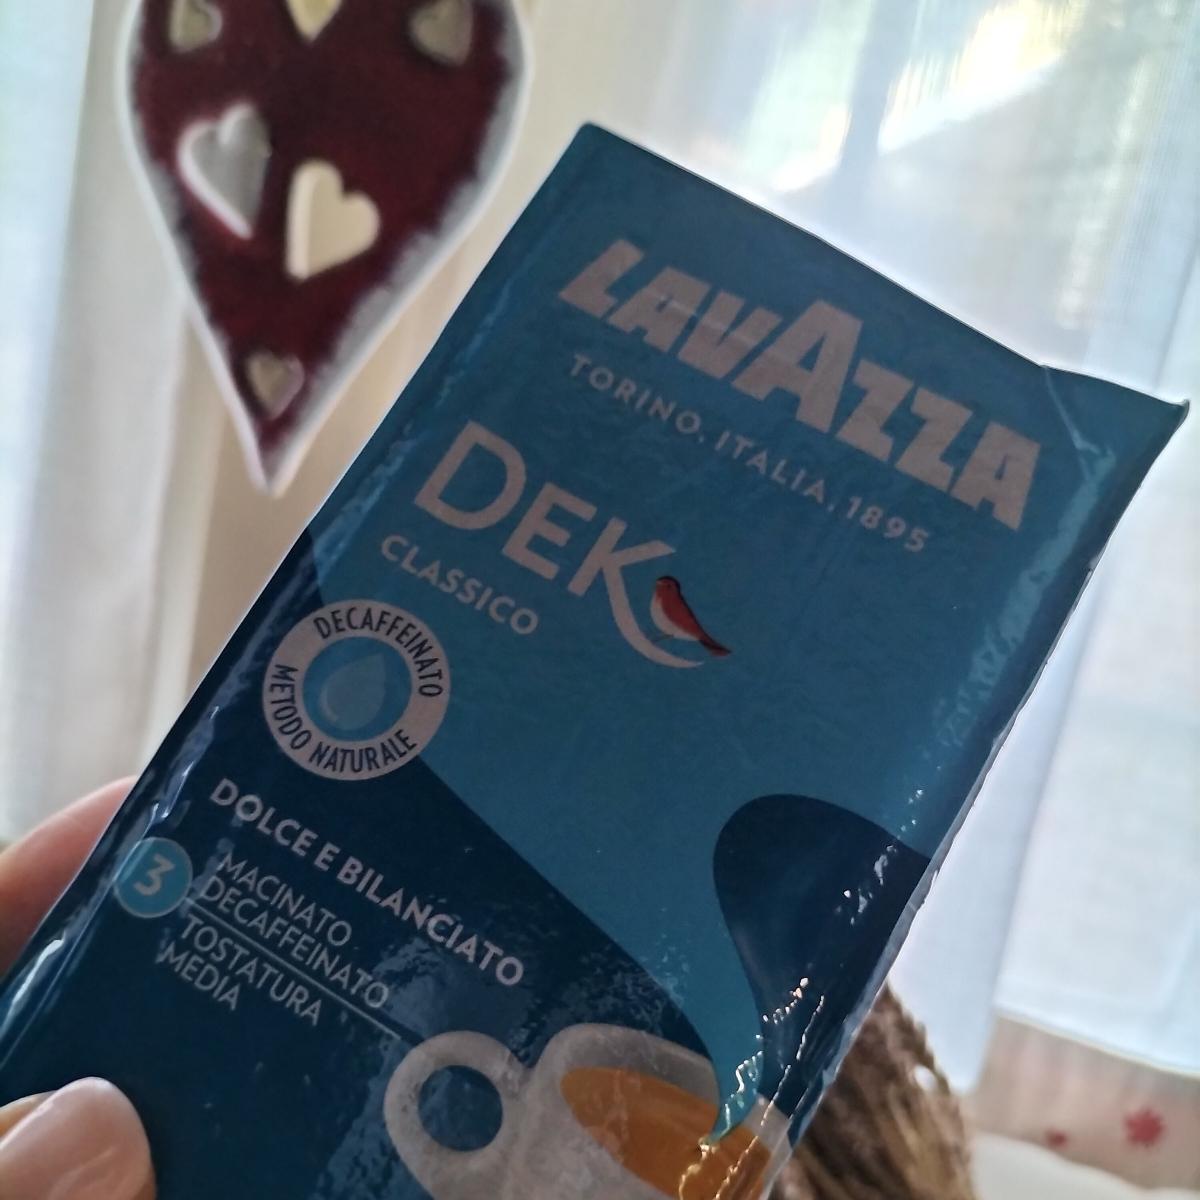 LAVAZZA
TORINO, ITALIA, 1895
DEK
CLASSICO
DECAFFEINATO
METODO NATURALE
DOLCE E BILANCIATO
3
MACINATO
DECAFFEINATO
TOSTATURA
MEDIA